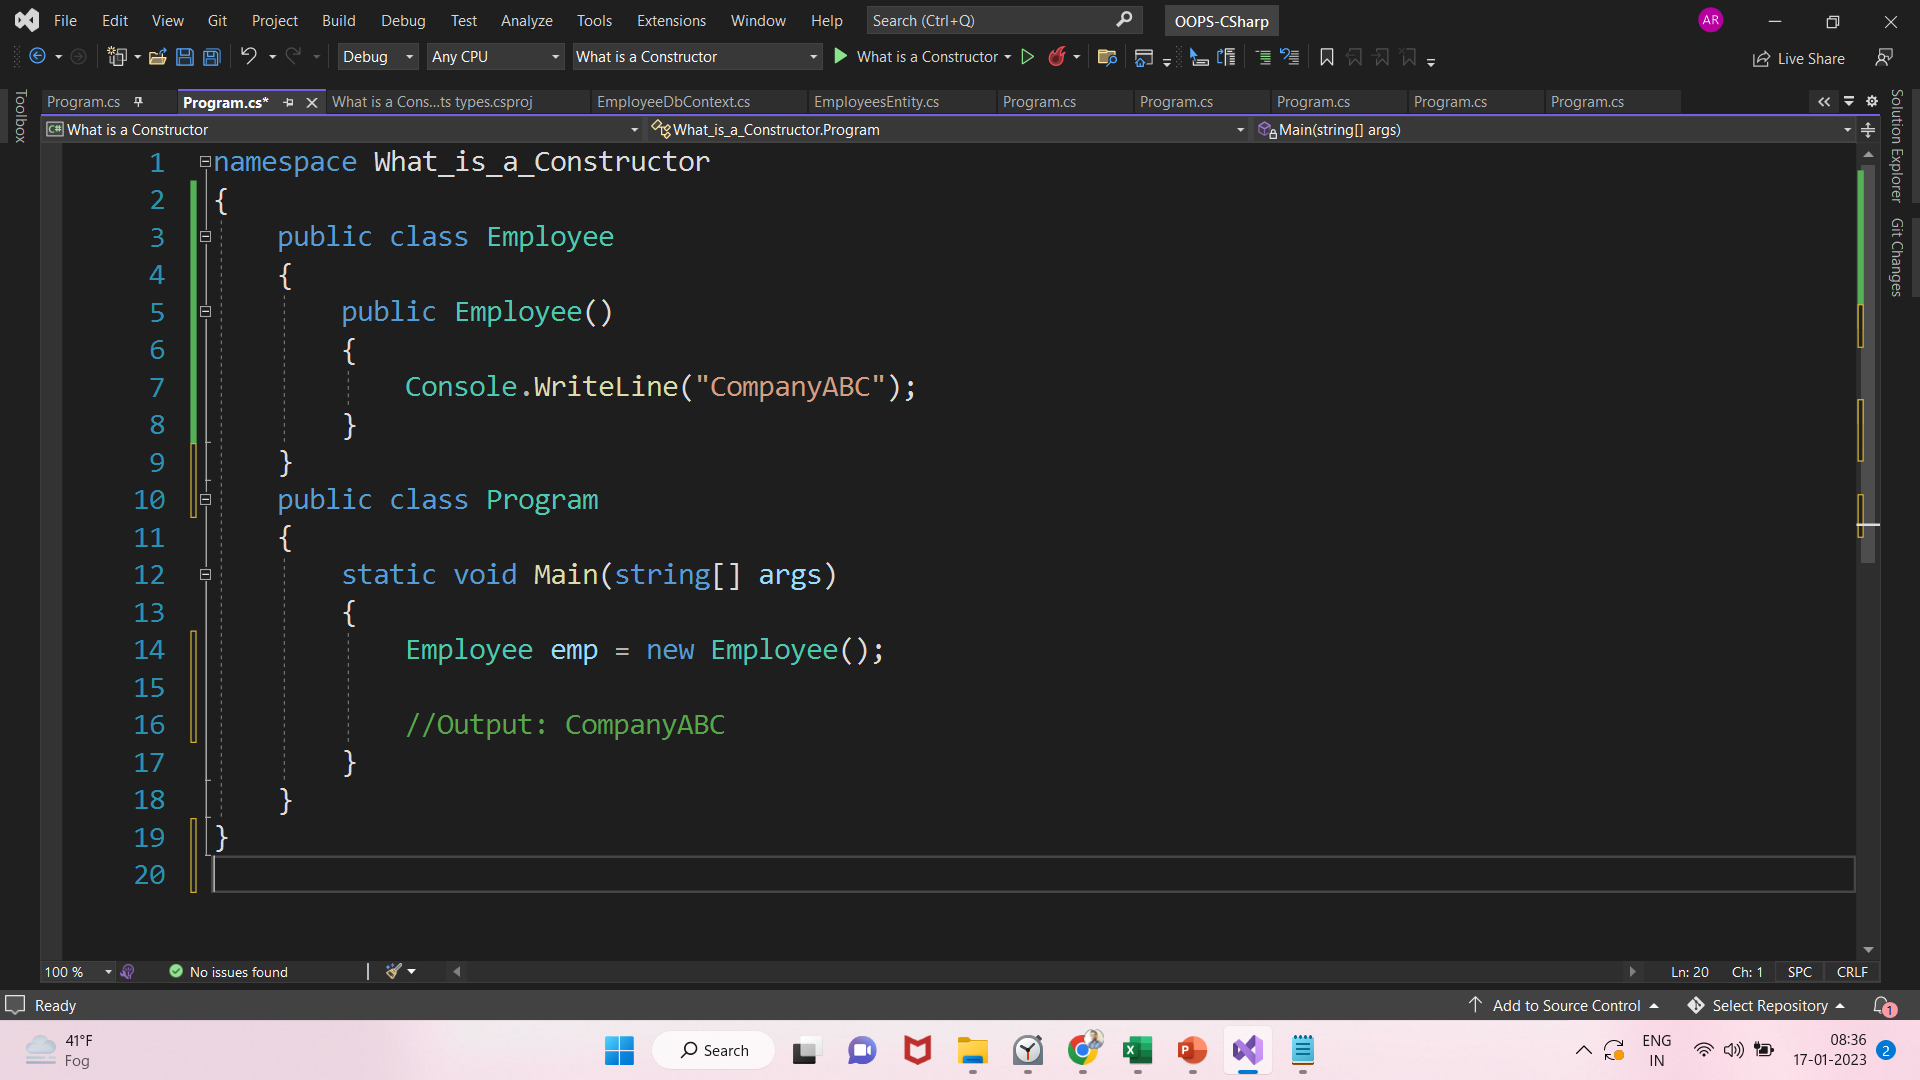 File Edit View Git Project Build Debug Test Analyze Tools Extensions Window Help Search (Ctrl+Q) OOPS-CSharp AR
Debug Any CPU What is a Constructor What is a Constructor Live Share
Program.cs Program.cs* What is a Cons...ts types.csproj EmployeeDbContext.cs EmployeesEntity.cs Program.cs Program.cs Program.cs Program.cs Program.cs
C# What is a Constructor What_is_a_Constructor.Program Main(string[] args)
Toolbox
Solution Explorer
Git Changes
1 namespace What_is_a_Constructor
2 {
3 public class Employee
4 {
5 public Employee()
6 {
7 Console.WriteLine("CompanyABC");
8 }
9 }
10 public class Program
11 {
12 static void Main(string[] args)
13 {
14 Employee emp = new Employee();
15
16 //Output: CompanyABC
17 }
18 }
19 }
20
100 % No issues found Ln: 20 Ch: 1 SPC CRLF
Ready Add to Source Control Select Repository 1
41°F
Fog
Search
X P
ENG
IN
08:36
17-01-2023
2